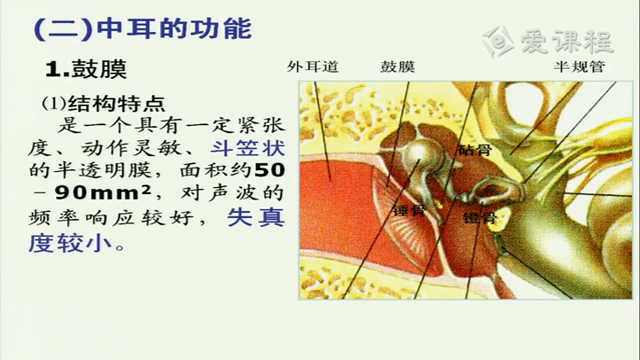 (二)中耳的功能
爱课程
1.鼓膜
外耳道 鼓膜 半规管
⑴结构特点
是一个具有一定紧张
度、动作灵敏、斗笠状
的半透明膜，面积约50
－90mm²，对声波的
频率响应较好，失真
度较小。
砧骨
锤骨
镫骨